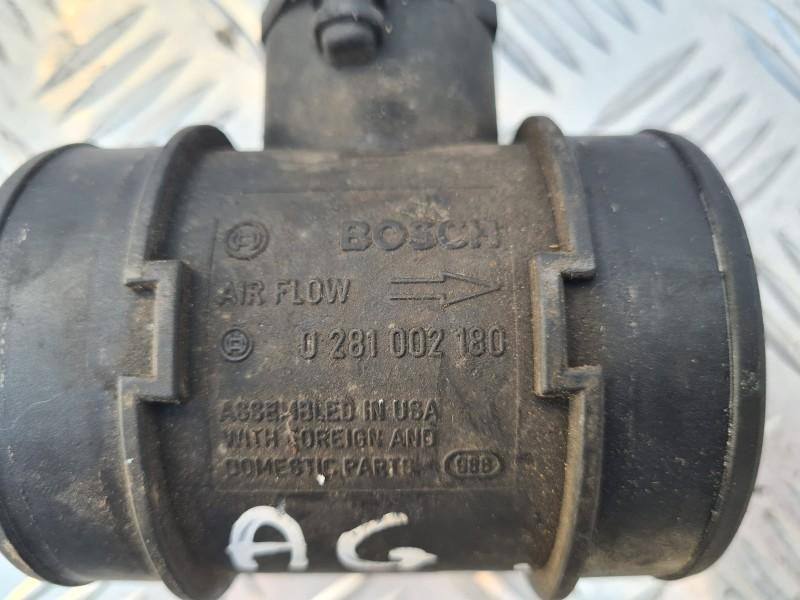 BOSCH
AIR FLOW
0 281 002 180
ASSEMBLED IN USA
WITH FOREIGN AND
DOMESTIC PARTS
AG